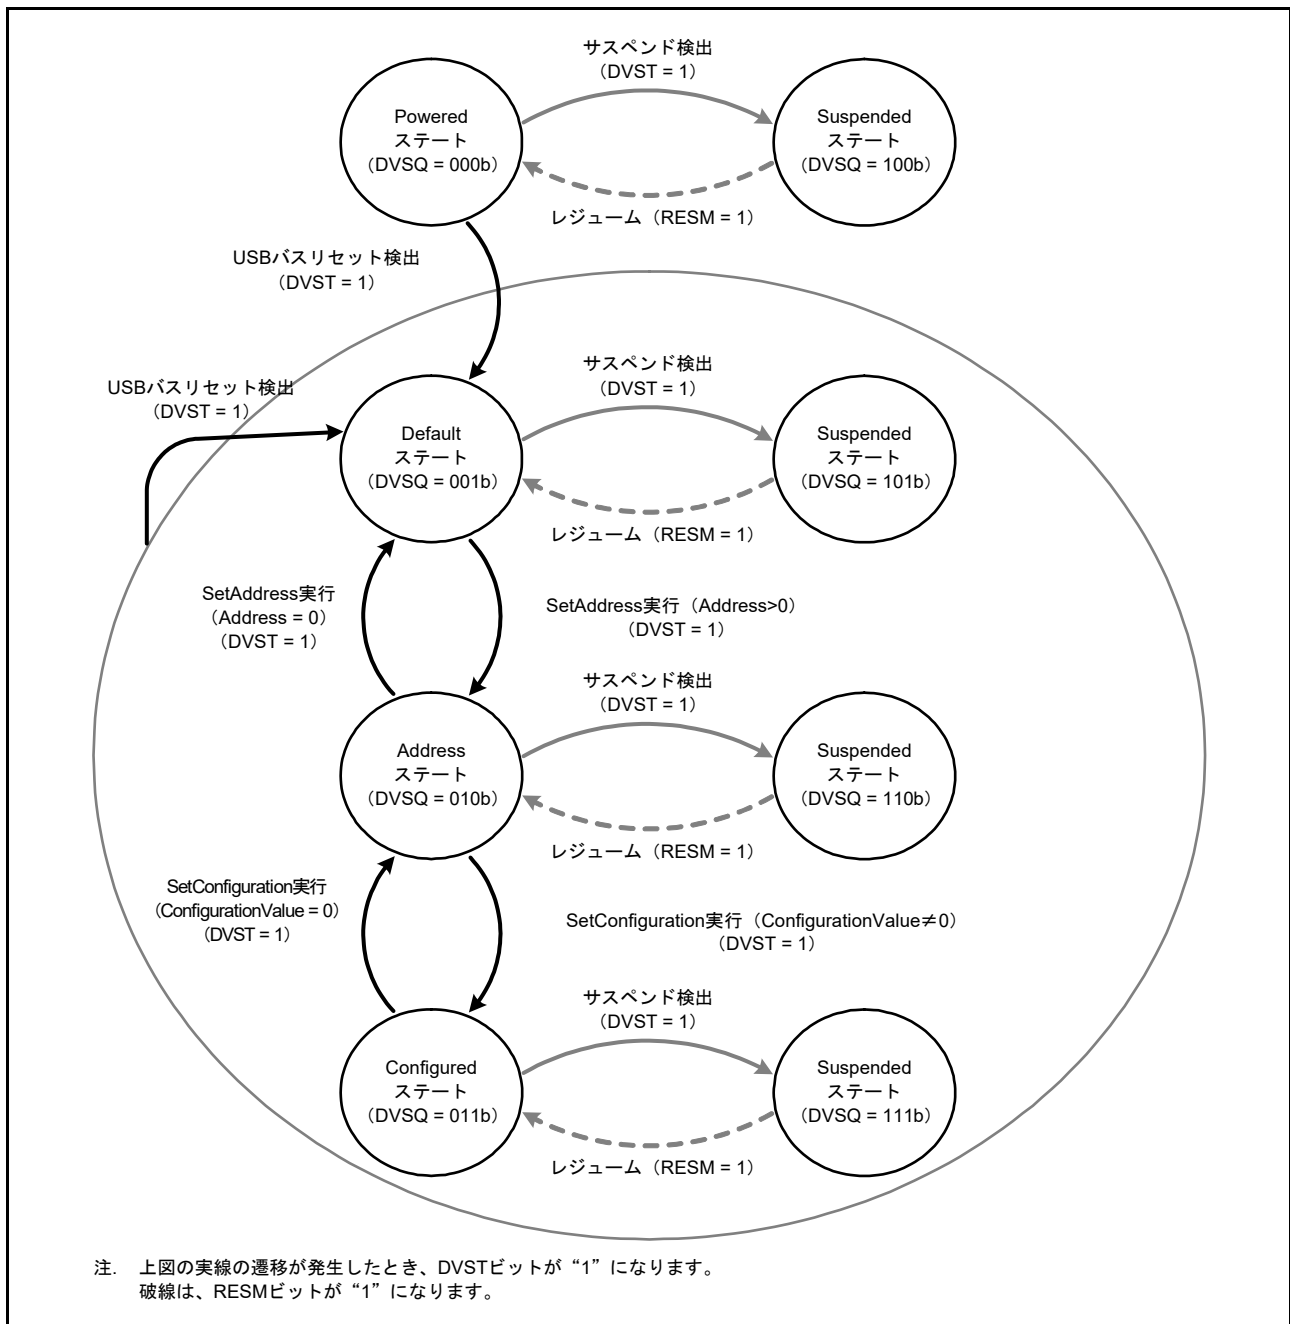 サスペンド検出
（DVST = 1）
Powered
ステート
（DVSQ = 000b）
Suspended
ステート
（DVSQ = 100b）
レジューム（RESM = 1）
USBバスリセット検出
（DVST = 1）
サスペンド検出
（DVST = 1）
USBバスリセット検出
（DVST = 1）
Default
ステート
（DVSQ = 001b）
Suspended
ステート
（DVSQ = 101b）
レジューム（RESM = 1）
SetAddress実行
（Address = 0）
（DVST = 1）
SetAddress実行（Address>0）
（DVST = 1）
サスペンド検出
（DVST = 1）
Address
ステート
（DVSQ = 010b）
Suspended
ステート
（DVSQ = 110b）
レジューム（RESM = 1）
SetConfiguration実行
（ConfigurationValue = 0）
（DVST = 1）
SetConfiguration実行（ConfigurationValue≠0）
（DVST = 1）
サスペンド検出
（DVST = 1）
Configured
ステート
（DVSQ = 011b）
Suspended
ステート
（DVSQ = 111b）
レジューム（RESM = 1）
注. 上図の実線の遷移が発生したとき、DVSTビットが“1”になります。
破線は、RESMビットが“1”になります。